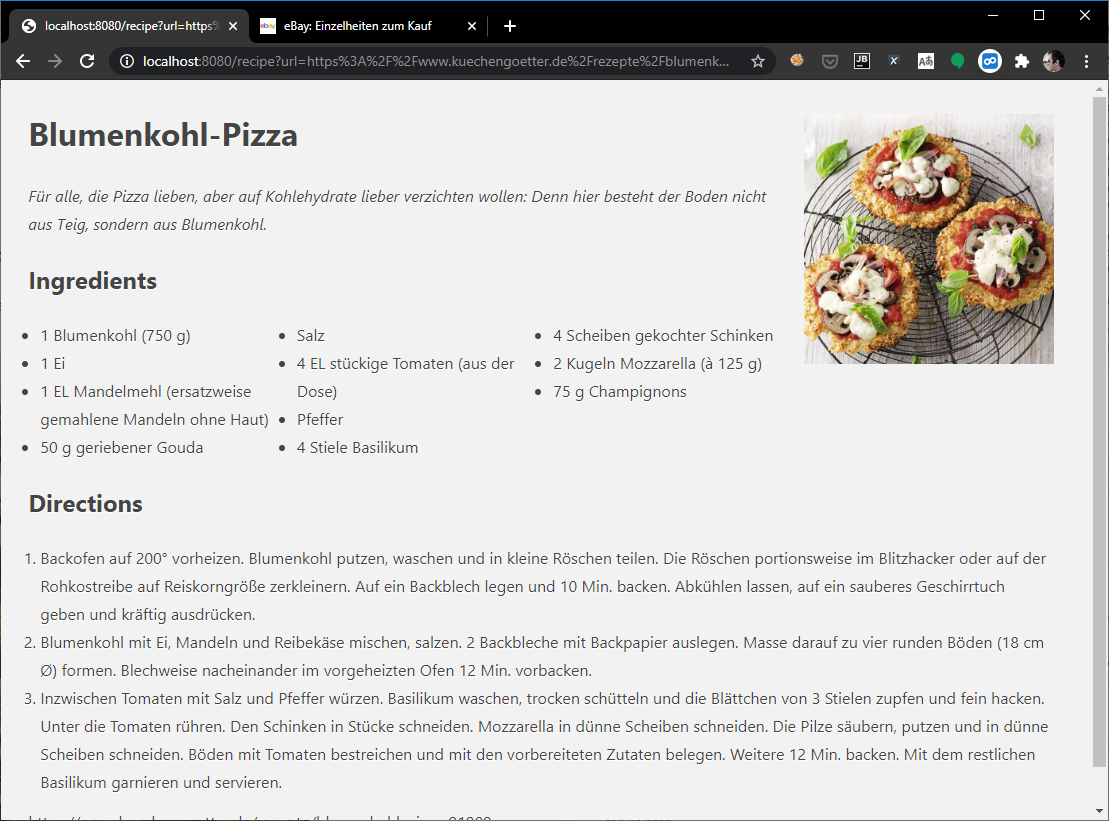 localhost:8080/recipe?url=https%
eBay: Einzelheiten zum Kauf
localhost:8080/recipe?url=https%3A%2F%2Fwww.kuechengoetter.de%2Frezepte%2Fblumenk...
Blumenkohl-Pizza
Für alle, die Pizza lieben, aber auf Kohlehydrate lieber verzichten wollen: Denn hier besteht der Boden nicht
aus Teig, sondern aus Blumenkohl.
Ingredients
• 1 Blumenkohl (750 g)
• 1 Ei
• 1 EL Mandelmehl (ersatzweise
gemahlene Mandeln ohne Haut)
• 50 g geriebener Gouda
• Salz
• 4 EL stückige Tomaten (aus der
Dose)
• Pfeffer
• 4 Stiele Basilikum
• 4 Scheiben gekochter Schinken
• 2 Kugeln Mozzarella (à 125 g)
• 75 g Champignons
Directions
1. Backofen auf 200° vorheizen. Blumenkohl putzen, waschen und in kleine Röschen teilen. Die Röschen portionsweise im Blitzhacker oder auf der
Rohkostreibe auf Reiskorngröße zerkleinern. Auf ein Backblech legen und 10 Min. backen. Abkühlen lassen, auf ein sauberes Geschirrtuch
geben und kräftig ausdrücken.
2. Blumenkohl mit Ei, Mandeln und Reibekäse mischen, salzen. 2 Backbleche mit Backpapier auslegen. Masse darauf zu vier runden Böden (18 cm
Ø) formen. Blechweise nacheinander im vorgeheizten Ofen 12 Min. vorbacken.
3. Inzwischen Tomaten mit Salz und Pfeffer würzen. Basilikum waschen, trocken schütteln und die Blättchen von 3 Stielen zupfen und fein hacken.
Unter die Tomaten rühren. Den Schinken in Stücke schneiden. Mozzarella in dünne Scheiben schneiden. Die Pilze säubern, putzen und in dünne
Scheiben schneiden. Böden mit Tomaten bestreichen und mit den vorbereiteten Zutaten belegen. Weitere 12 Min. backen. Mit dem restlichen
Basilikum garnieren und servieren.